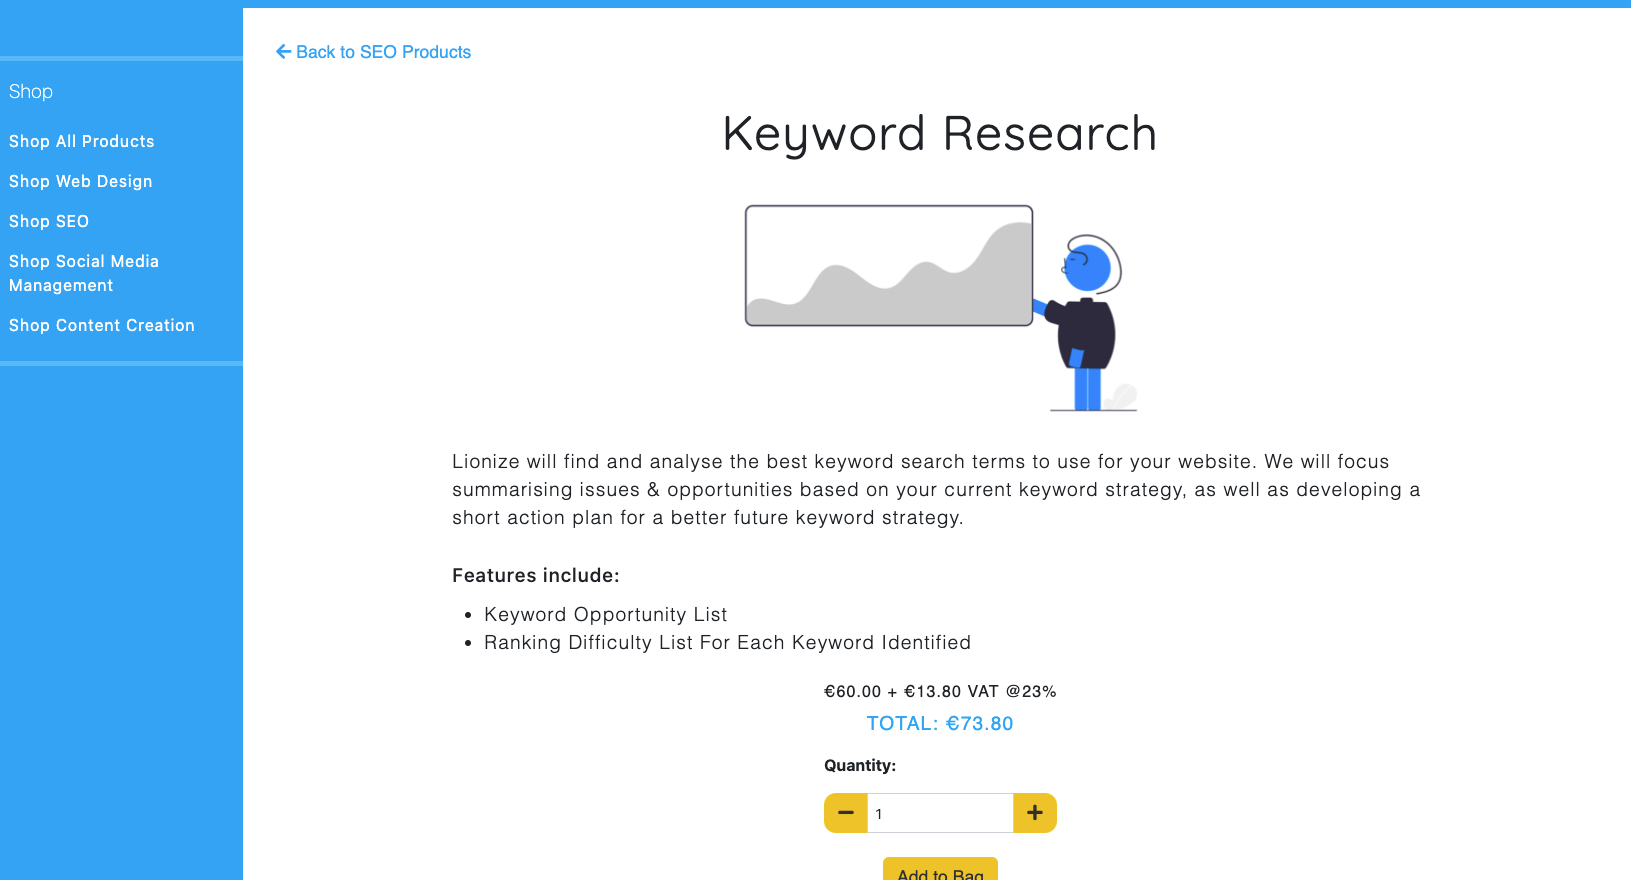 Back to SEO Products
Shop
Shop All Products
Shop Web Design
Shop SEO
Shop Social Media
Management
Shop Content Creation
Keyword Research
Lionize will find and analyse the best keyword search terms to use for your website. We will focus
summarising issues & opportunities based on your current keyword strategy, as well as developing a
short action plan for a better future keyword strategy.
Features include:
• Keyword Opportunity List
• Ranking Difficulty List For Each Keyword Identified
€60.00 + €13.80 VAT @23%
TOTAL: €73.80
Quantity:
1
Add to Bag